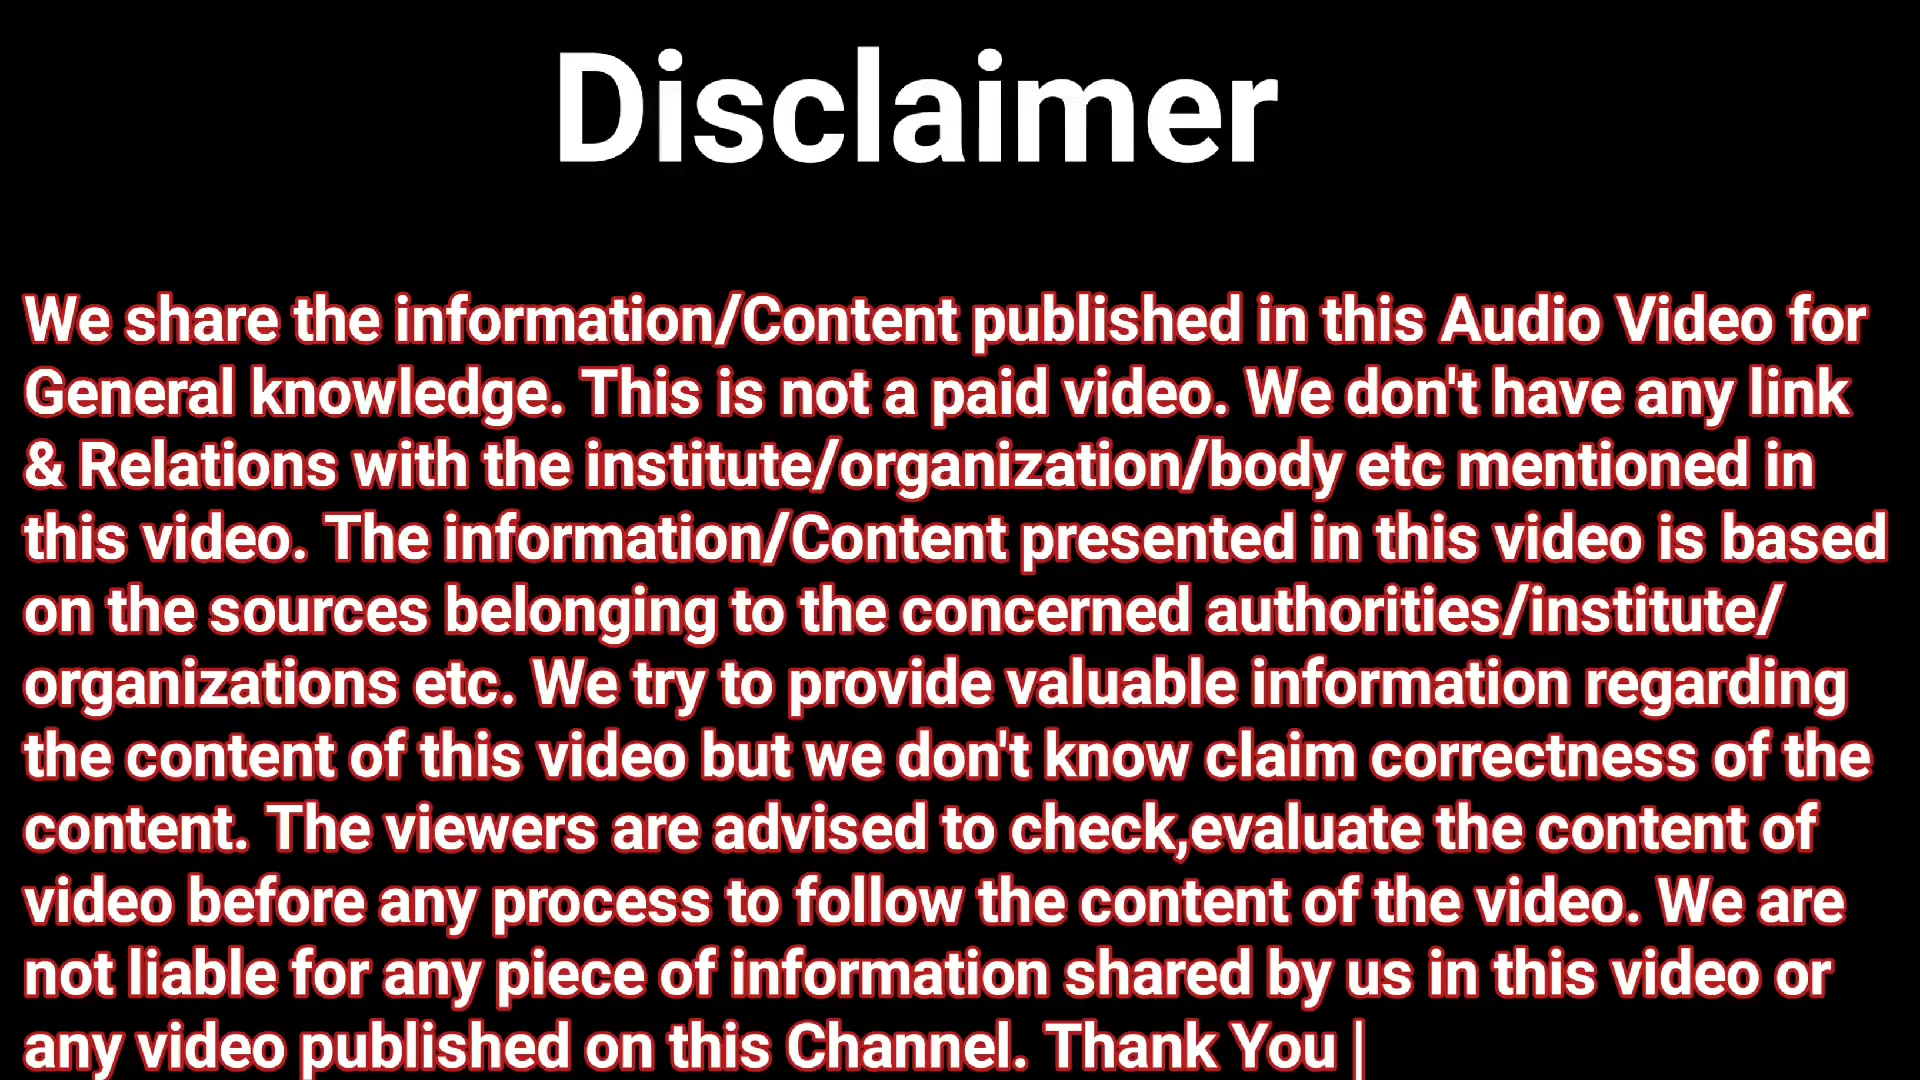 Disclaimer
We share the information/Content published in this Audio Video for
General knowledge. This is not a paid video. We don't have any link
& Relations with the institute/organization/body etc mentioned in
this video. The information/Content presented in this video is based
on the sources belonging to the concerned authorities/institute/
organizations etc. We try to provide valuable information regarding
the content of this video but we don't know claim correctness of the
content. The viewers are advised to check,evaluate the content of
video before any process to follow the content of the video. We are
not liable for any piece of information shared by us in this video or
any video published on this Channel. Thank You |